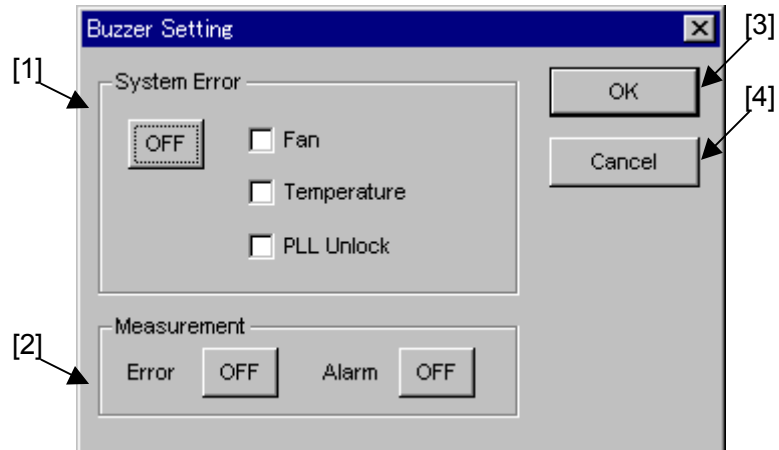 Buzzer Setting
[3]
[1]
System Error
OK
[4]
OFF
Fan
Cancel
Temperature
PLL Unlock
[2]
Measurement
Error OFF Alarm OFF